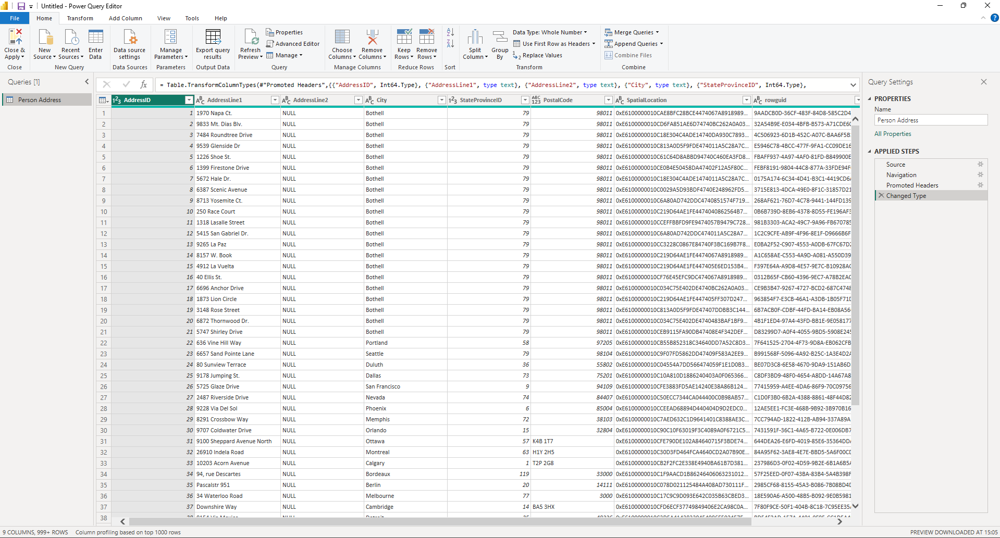 Untitled - Power Query Editor
File Home Transform Add Column View Tools Help
Close & Apply
New Source
Recent Sources
Enter Data
Data source settings
Manage Parameters
Export query results
Refresh Preview
Properties
Advanced Editor
Manage
Choose Columns
Remove Columns
Keep Rows
Remove Rows
Split Column
Group By
Data Type: Whole Number
Use First Row as Headers
Replace Values
Merge Queries
Append Queries
Combine Files
Close New Query Data Sources Parameters Output Data Query Manage Columns Reduce Rows Sort Transform Combine
Queries [1]
Person Address
= Table.TransformColumnTypes(#"Promoted Headers",{{"AddressID", Int64.Type}, {"AddressLine1", type text}, {"AddressLine2", type text}, {"City", type text}, {"StateProvinceID", Int64.Type},
AddressID AddressLine1 AddressLine2 City StateProvinceID PostalCode SpatialLocation rowguid
1 1 1970 Napa Ct. NULL Bothell 79 98011 0xE6100000010CAE8BFC28BCE4474067A8918989... 9AADCB0D-36CF-483F-84D8-585C2D4
2 2 9833 Mt. Dias Blv. NULL Bothell 79 98011 0xE6100000010CD6FA851AE6D74740BC262A0A03... 32A54B9E-E034-4BFB-B573-A71CDE60
3 3 7484 Roundtree Drive NULL Bothell 79 98011 0xE6100000010C18E304C4ADE14740DA930C7893... 4C506923-6D1B-452C-A07C-BAA6F5B
4 4 9539 Glenside Dr NULL Bothell 79 98011 0xE6100000010C813A0D5F9FDE474011A5C28A7C... E5946C78-4BCC-477F-9FA1-CC09DE16
5 5 1226 Shoe St. NULL Bothell 79 98011 0xE6100000010C61C64D8ABBD94740C460EA3FD8... FBAFF937-4A97-4AF0-81FD-B849900E
6 6 1399 Firestone Drive NULL Bothell 79 98011 0xE6100000010CE0B4E50458DA47402F12A5F80C... FEBF8191-9804-44C8-877A-33FDE94F
7 7 5672 Hale Dr. NULL Bothell 79 98011 0xE6100000010C18E304C4ADE1474011A5C28A7C... 0175A174-6C34-4D41-B3C1-4419CD6A
8 8 6387 Scenic Avenue NULL Bothell 79 98011 0xE6100000010C0029A5D93BDF4740E248962FD5... 3715E813-4DCA-49E0-8F1C-31857D21
9 9 8713 Yosemite Ct. NULL Bothell 79 98011 0xE6100000010C6A80AD742DDC4740851574F719... 268AF621-76D7-4C78-9441-144FD139
10 10 250 Race Court NULL Bothell 79 98011 0xE6100000010C219D64AE1FE4474040862564B7... 0B6B739D-8EB6-4378-8D55-FE196AF3
11 11 1318 Lasalle Street NULL Bothell 79 98011 0xE6100000010CCEFFBBFD9FE9474057B9479C728... 981B3303-ACA2-49C7-9A96-FB670785
12 12 5415 San Gabriel Dr. NULL Bothell 79 98011 0xE6100000010C6A80AD742DDC474011A5C28A7... 1C2C9CFE-AB9F-4F96-8E1F-D9666B6F
13 13 9265 La Paz NULL Bothell 79 98011 0xE6100000010CC3228C0867E84740F3BC169B7F8... E0BA2F52-C907-4553-A0DB-67FC67D2
14 14 8157 W. Book NULL Bothell 79 98011 0xE6100000010C219D64AE1FE4474067A8918989... A1C658AE-C553-4A9D-A081-A550D39
15 15 4912 La Vuelta NULL Bothell 79 98011 0xE6100000010C219D64AE1FE447405E6ED153B4... F397E64A-A9D8-4E57-9E7C-B10928AC
16 16 40 Ellis St. NULL Bothell 79 98011 0xE6100000010CF76E45EFC9DC474067A8918989... 0312B65F-CB60-4396-9EC7-A78B2EAC
17 17 6696 Anchor Drive NULL Bothell 79 98011 0xE6100000010C034C75E402DE4740BC262A0A03... CE9B3B47-9267-4727-BCD2-687C4748
18 18 1873 Lion Circle NULL Bothell 79 98011 0xE6100000010C219D64AE1FE447405FF307D247... 963854F7-E3CB-46A1-A3DB-1B05F71D
19 19 3148 Rose Street NULL Bothell 79 98011 0xE6100000010C813A0D5F9FDE47407DDBB3C144... 6B7ACB0F-CDBF-44FD-BA14-EB08A56
20 20 6872 Thornwood Dr. NULL Bothell 79 98011 0xE6100000010C034C75E402DE4740483BAF1BF9... 4B1F1ED4-97A4-43FD-BB1E-9E058177
21 21 5747 Shirley Drive NULL Bothell 79 98011 0xE6100000010CEB9115FA90DB47408E4F342DEF... D83299D7-A0F4-4055-9BD5-5908E245
22 22 636 Vine Hill Way NULL Portland 58 97205 0xE6100000010CB55B852318C34640DD7A52C8D3... 7F641525-2704-4F73-9D8A-EB062CFB
23 23 6657 Sand Pointe Lane NULL Seattle 79 98104 0xE6100000010C9F07FD5862DD47409F583A2EE9... B991568F-5096-4A92-B25C-1A3E4D2A
24 24 80 Sunview Terrace NULL Duluth 36 55802 0xE6100000010C04554A7DD566474059F1E1D0B3... BE07D3C8-6E58-4670-9DA9-151AB6D
25 25 9178 Jumping St. NULL Dallas 73 75201 0xE6100000010C10A810D1886240403A0F065366... C8DF3BD9-48F0-4654-A8DD-14A67A8
26 26 5725 Glaze Drive NULL San Francisco 9 94109 0xE6100000010CFE3883FD5AE14240E38A86B124... 77415959-A4EE-4DA6-86F9-70C09756
27 27 2487 Riverside Drive NULL Nevada 74 84407 0xE6100000010C50ECC7344CA044400C0B98AB57... C1D0F3B0-6B2A-4388-8861-48F44D82
28 28 9228 Via Del Sol NULL Phoenix 6 85004 0xE6100000010CCEEAD68894D440404D9D2EDC0... 12AE5EE1-FC3E-468B-9B92-3B970B16
29 29 8291 Crossbow Way NULL Memphis 72 38103 0xE6100000010C7AED632C1D9641401C8388AE3C... 7CC794AD-1822-412B-AB94-337A89A
30 30 9707 Coldwater Drive NULL Orlando 15 32804 0xE6100000010C90C10F63019F3C4089A0F6721C5... 7431591F-36C1-4A65-B722-0E006DB7
31 31 9100 Sheppard Avenue North NULL Ottawa 57 K4B 1T7 0xE6100000010CFE790DE102A84640715F3BDE74... 644DEA26-E6FD-4019-85E6-35364DDA
32 32 26910 Indela Road NULL Montreal 63 H1Y 2H5 0xE6100000010C30D3FD464FCA4640CD2A07B90E... 84A95F62-3AE8-4E7E-BBD5-5A6F00CD
33 33 10203 Acorn Avenue NULL Calgary 1 T2P 2G8 0xE6100000010CB2F2FC2E338E4940BA61B7D381... 237986D3-0F02-4D59-9B2E-6B1A6B5A
34 34 94, rue Descartes NULL Bordeaux 119 33000 0xE6100000010C1F9AACD1B86246406063231012... 57F25EED-0F07-43BA-83B4-5A4B398F
35 35 Pascalstr 951 NULL Berlin 20 14111 0xE6100000010C078D021125484A408AD730111F... 2985CF68-8155-45A3-B086-7B08BD4D
36 36 34 Waterloo Road NULL Melbourne 77 3000 0xE6100000010C17C9C9D093E642C035B63CBED3... 18E590A6-A500-48B5-B092-9E0B5981
37 37 Downshire Way NULL Cambridge 14 BA5 3HX 0xE6100000010CFD6ECF37749849406E2CA98C0A... 7F80F9CE-50F1-404B-8C18-7C95EE35
38
Query Settings
PROPERTIES
Name
Person Address
All Properties
APPLIED STEPS
Source
Navigation
Promoted Headers
Changed Type
9 COLUMNS, 999+ ROWS Column profiling based on top 1000 rows
PREVIEW DOWNLOADED AT 15:05